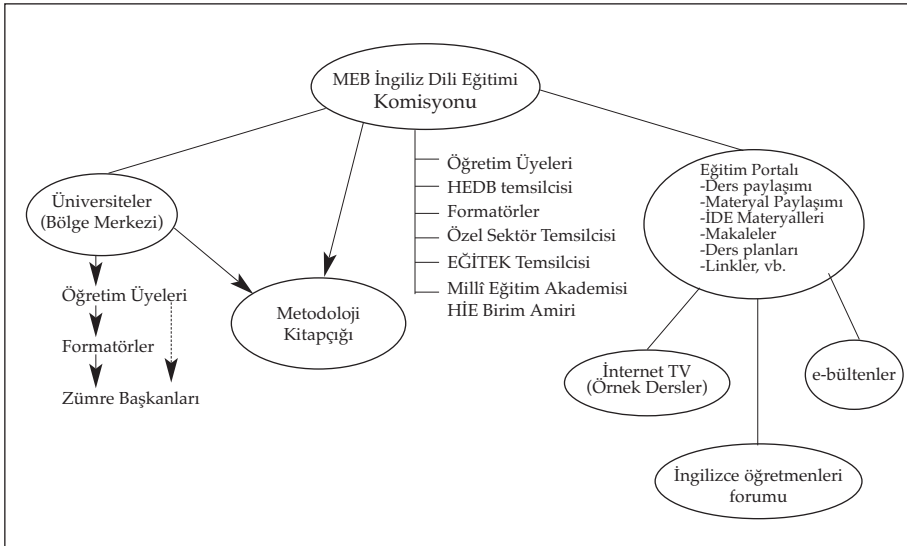 MEB İngiliz Dili Eğitimi
Komisyonu
Üniversiteler
(Bölge Merkezi)
Öğretim Üyeleri
Formatörler
Zümre Başkanları
Metodoloji
Kitapçığı
Öğretim Üyeleri
HEDB temsilcisi
Formatörler
Özel Sektör Temsilcisi
EĞİTEK Temsilcisi
Millî Eğitim Akademisi
HİE Birim Amiri
Eğitim Portalı
-Ders paylaşımı
-Materyal Paylaşımı
-İDE Materyalleri
-Makaleler
-Ders planları
-Linkler, vb.
İnternet TV
(Örnek Dersler)
e-bültenler
İngilizce öğretmenleri
forumu